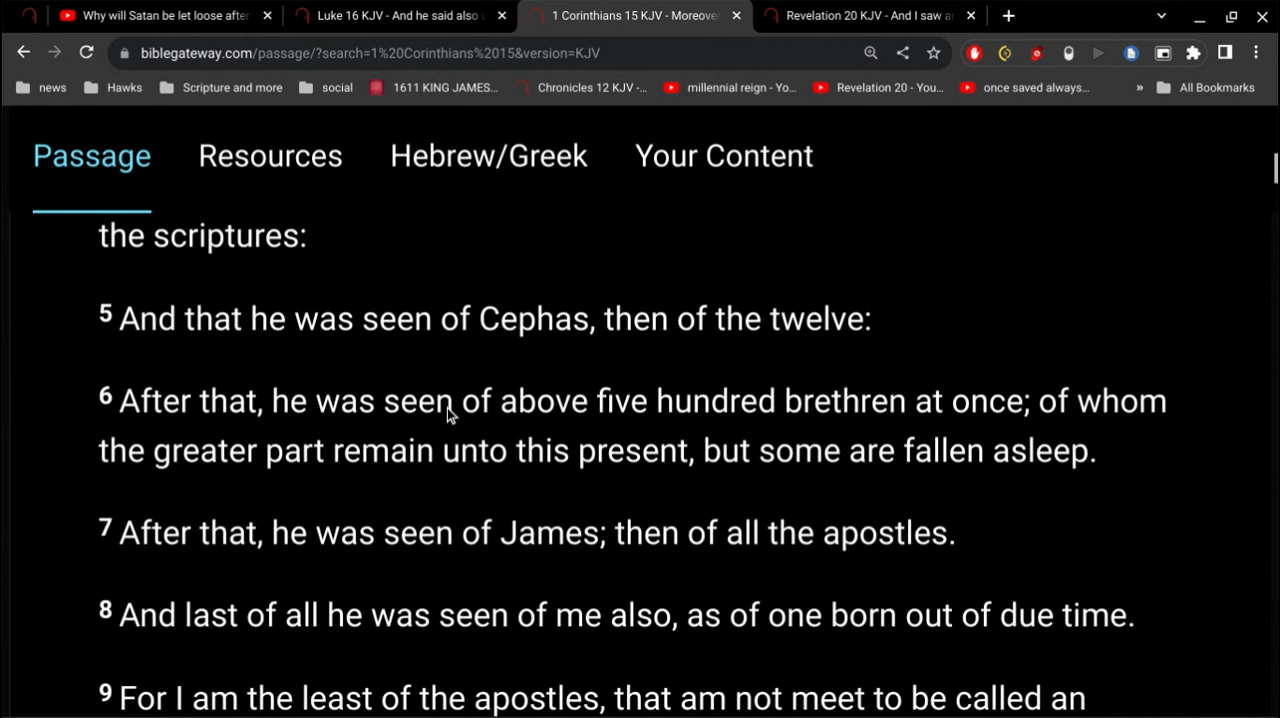 Why will Satan be let loose after
Luke 16 KJV - And he said also u
1 Corinthians 15 KJV - Moreover
Revelation 20 KJV - And I saw an
biblegateway.com/passage/?search=1%20Corinthians%2015&version=KJV
news
Hawks
Scripture and more
social
1611 KING JAMES...
Chronicles 12 KJV -...
millennial reign - Yo...
Revelation 20 - You...
once saved always...
»
All Bookmarks
Passage
Resources
Hebrew/Greek
Your Content
the scriptures:
5 And that he was seen of Cephas, then of the twelve:
6 After that, he was seen of above five hundred brethren at once; of whom
the greater part remain unto this present, but some are fallen asleep.
7 After that, he was seen of James; then of all the apostles.
8 And last of all he was seen of me also, as of one born out of due time.
9 For I am the least of the apostles, that am not meet to be called an